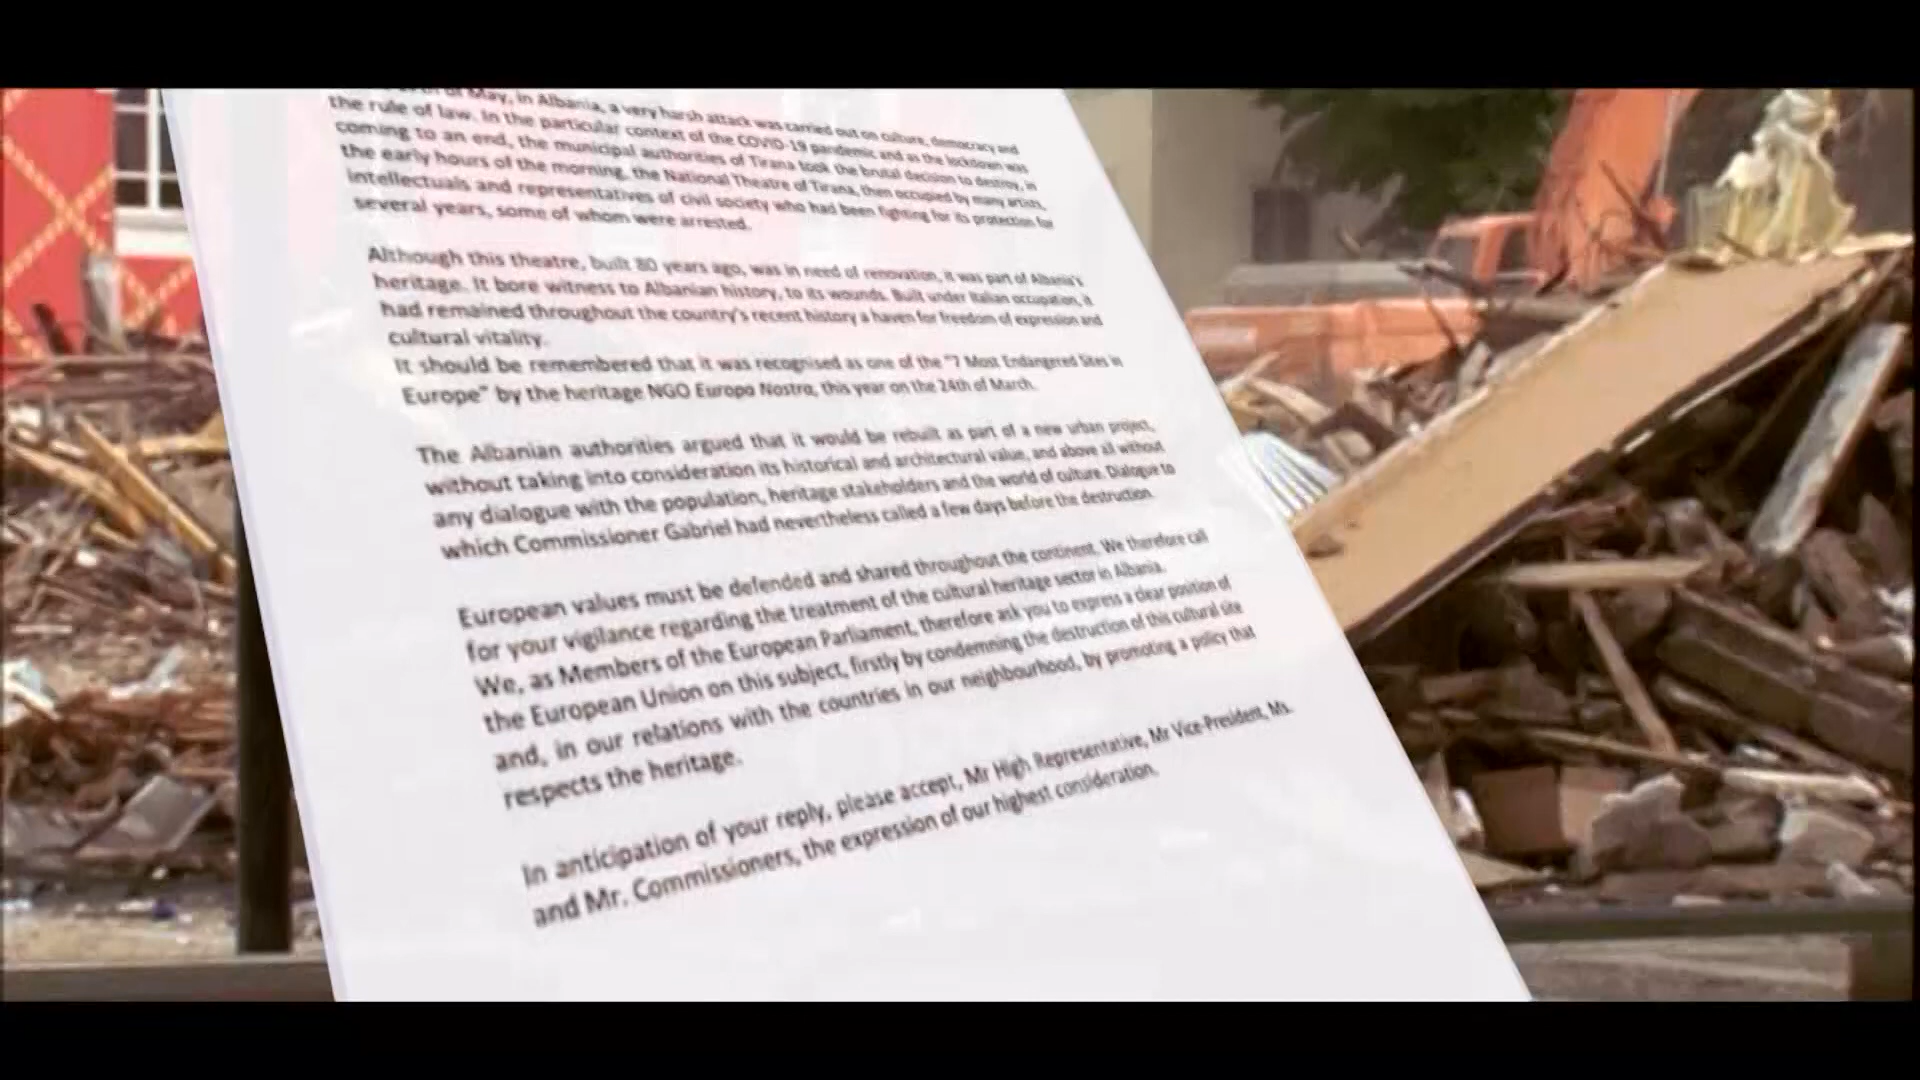 of May, in Albania, a very harsh attack was carried out on culture, democracy and
the rule of law. In the particular context of the COVID-19 pandemic and as the lockdown was
coming to an end, the municipal authorities of Tirana took the brutal decision to destroy, in
the early hours of the morning, the National Theatre of Tirana, then occupied by many artists,
intellectuals and representatives of civil society who had been fighting for its protection for
several years, some of whom were arrested.
Although this theatre, built 80 years ago, was in need of renovation, it was part of Albania's
heritage. It bore witness to Albanian history, to its wounds. Built under Italian occupation, it
had remained throughout the country's recent history a haven for freedom of expression and
cultural vitality.
It should be remembered that it was recognised as one of the "7 Most Endangered Sites in
Europe" by the heritage NGO Europa Nostra, this year on the 24th of March.
The Albanian authorities argued that it would be rebuilt as part of a new urban project,
without taking into consideration its historical and architectural value, and above all without
any dialogue with the population, heritage stakeholders and the world of culture. Dialogue to
which Commissioner Gabriel had nevertheless called a few days before the destruction.
European values must be defended and shared throughout the continent. We therefore call
for your vigilance regarding the treatment of the cultural heritage sector in Albania.
We, as Members of the European Parliament, therefore ask you to express a clear position of
the European Union on this subject, firstly by condemning the destruction of this cultural site
and, in our relations with the countries in our neighbourhood, by promoting a policy that
respects the heritage.
In anticipation of your reply, please accept, Mr High Representative, Mr Vice-President, Ms.
and Mr. Commissioners, the expression of our highest consideration.